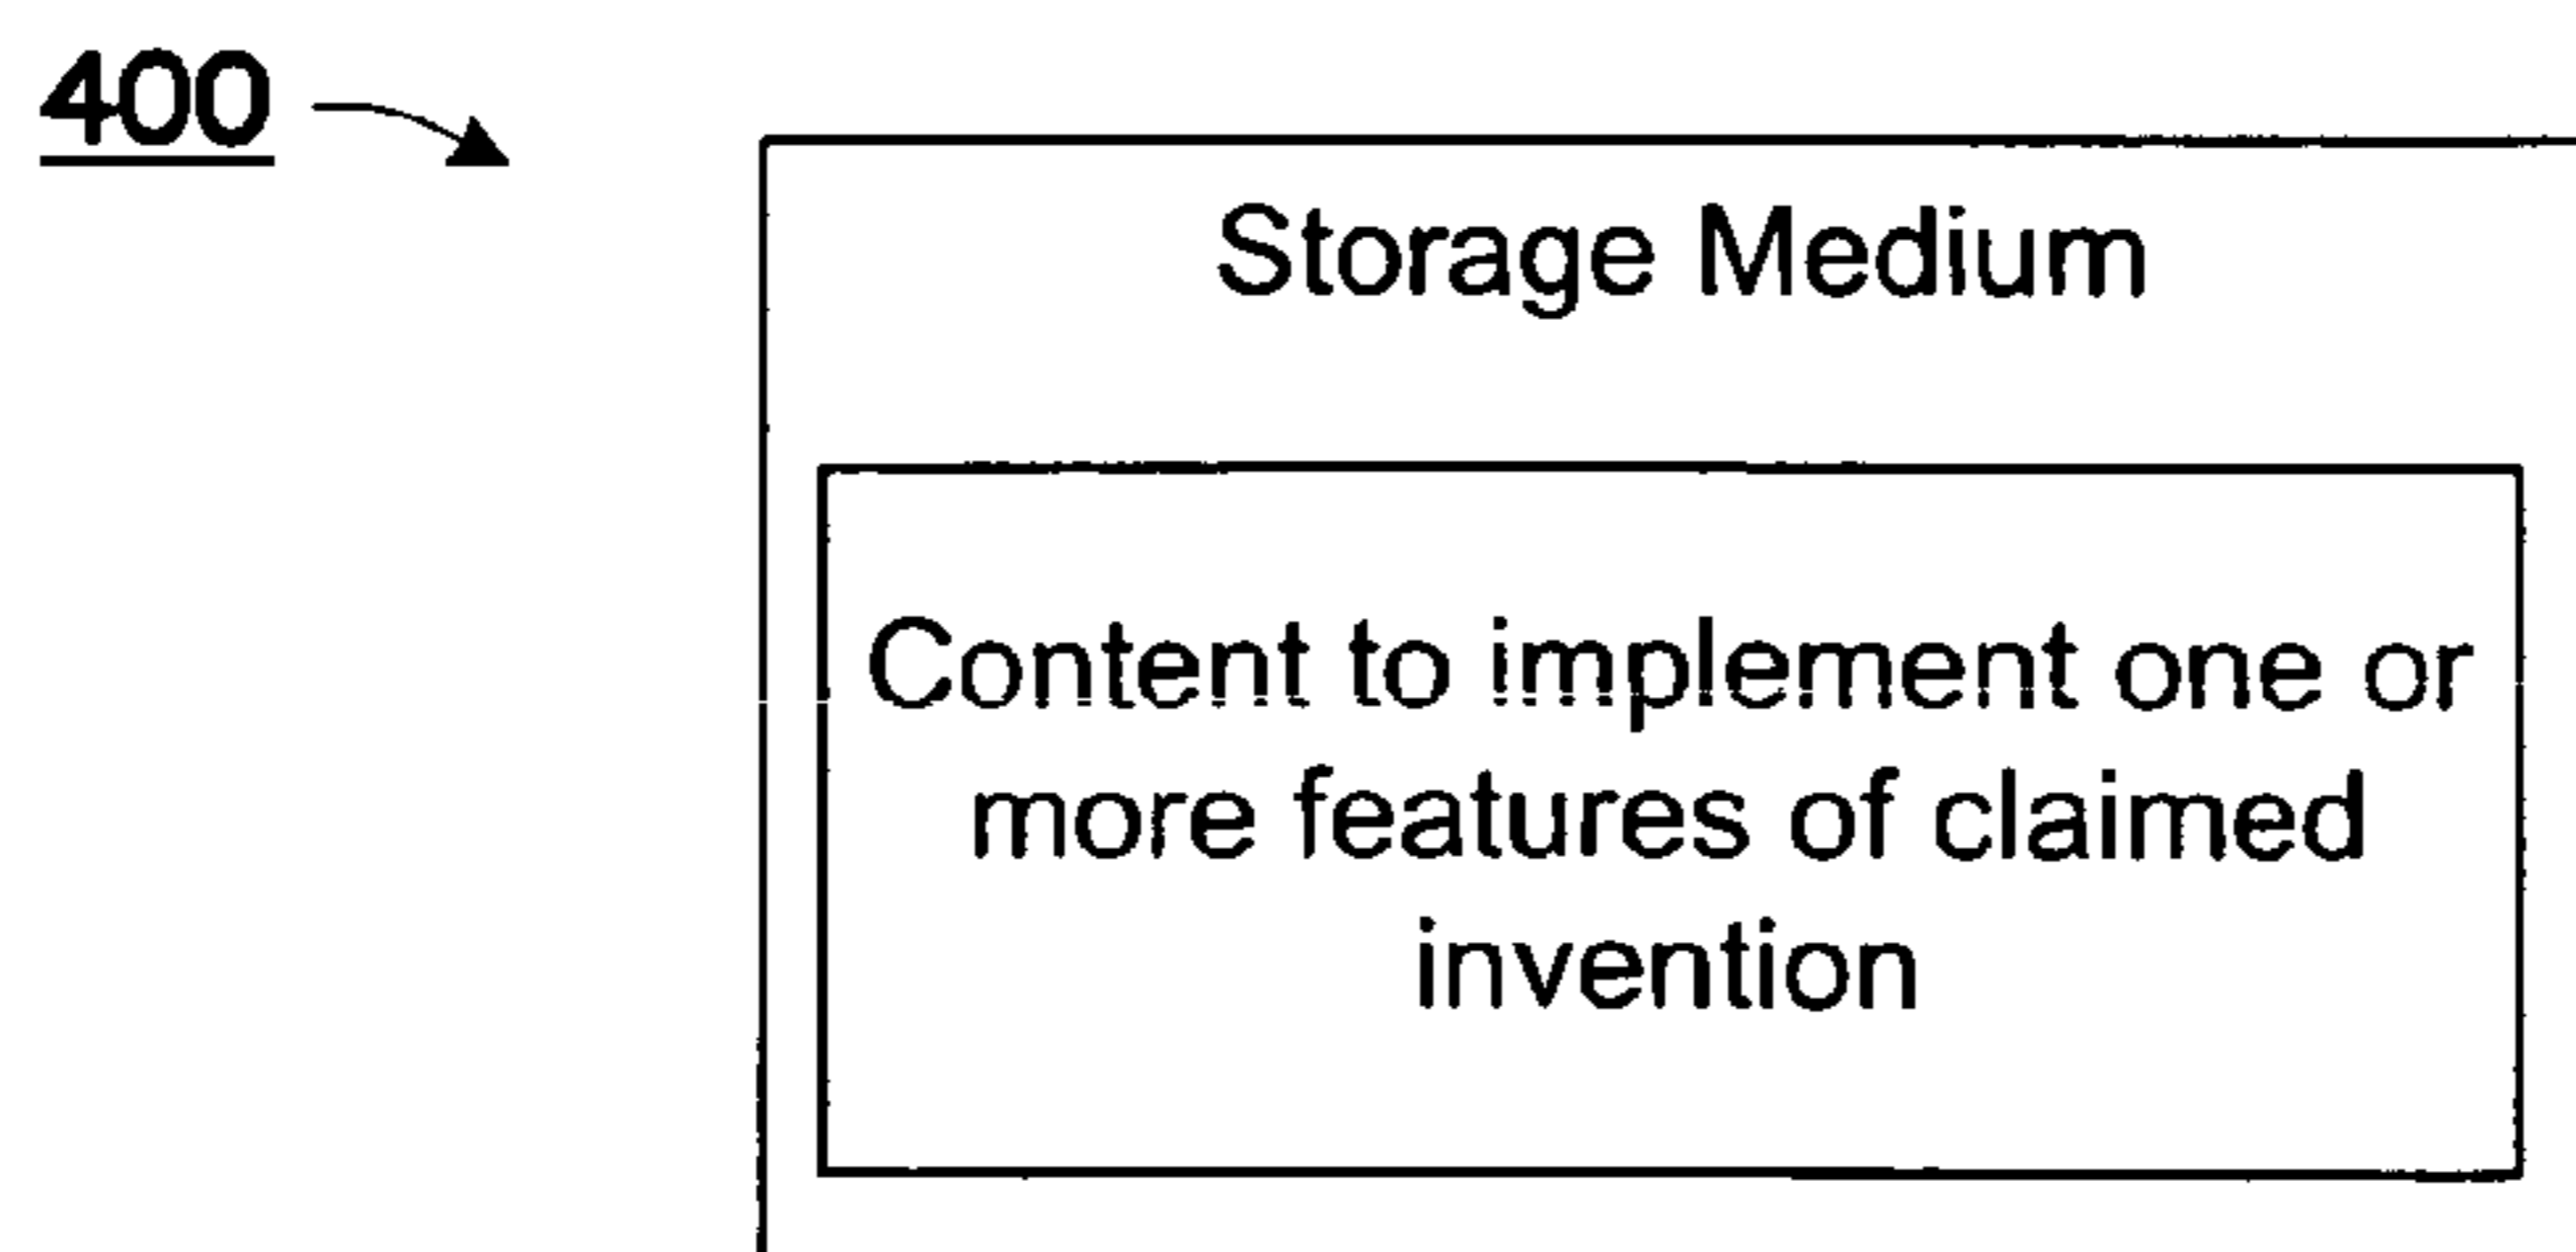 400
Storage Medium
Content to implement one or
more features of claimed
invention